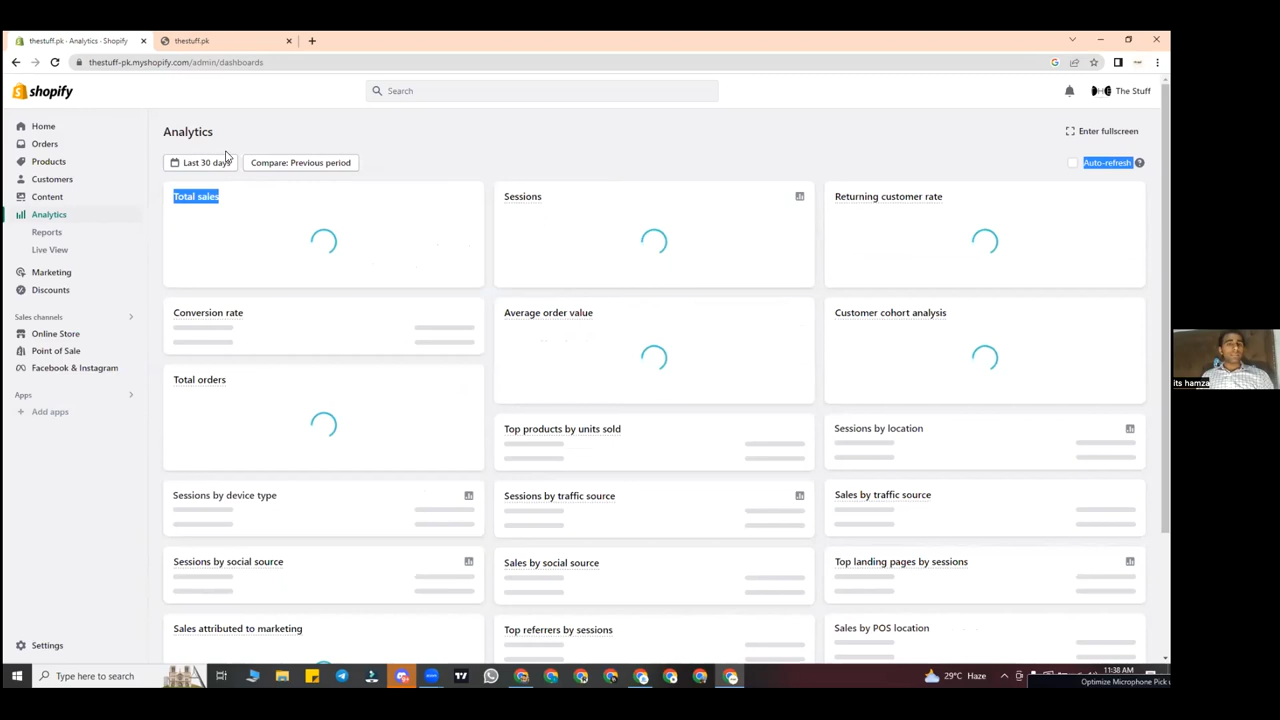 thestuff.pk - Analytics - Shopify
thestuff.pk
thestuff-pk.myshopify.com/admin/dashboards
shopify
Search
The Stuff
Home
Orders
Products
Customers
Content
Analytics
Reports
Live View
Marketing
Discounts
Sales channels
Online Store
Point of Sale
Facebook & Instagram
Apps
Add apps
Settings
Analytics
Enter fullscreen
Last 30 days
Compare: Previous period
Auto-refresh
Total sales
Sessions
Returning customer rate
Conversion rate
Average order value
Customer cohort analysis
Total orders
Top products by units sold
Sessions by location
Sessions by device type
Sessions by traffic source
Sales by traffic source
Sessions by social source
Sales by social source
Top landing pages by sessions
Sales attributed to marketing
Top referrers by sessions
Sales by POS location
its hamza
Type here to search
29°C Haze
11:38 AM
Optimize Microphone Pick